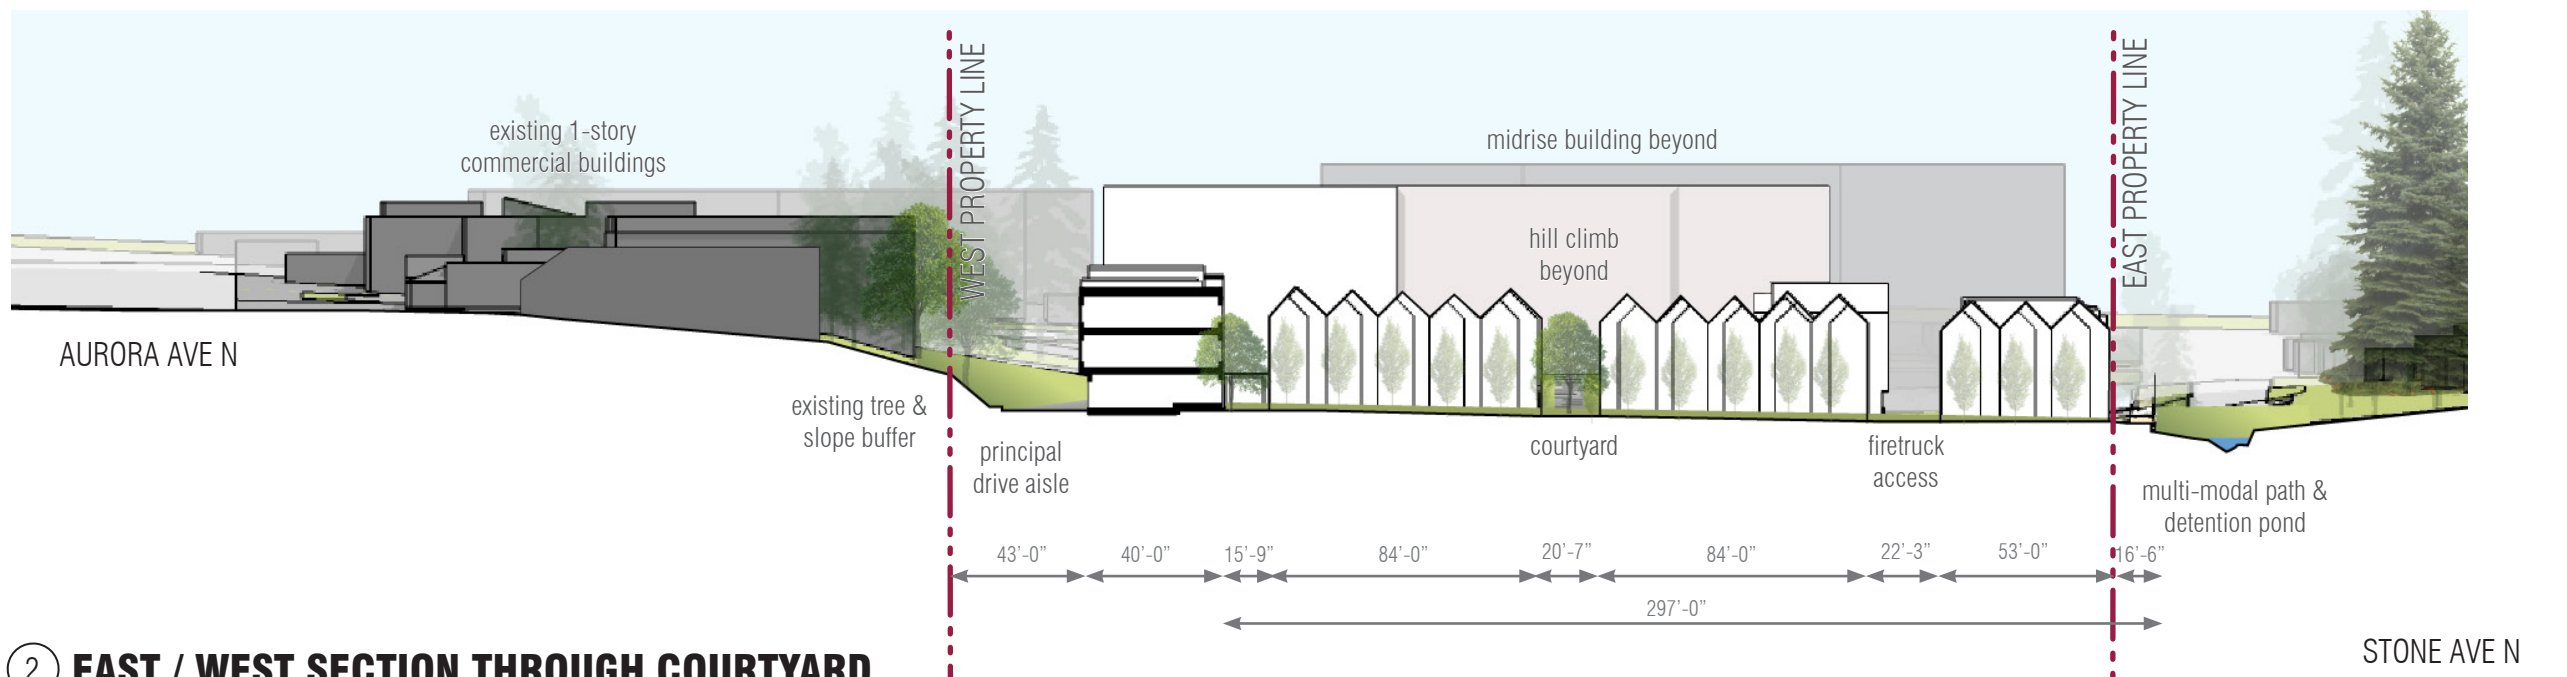 existing 1-story
commercial buildings
WEST PROPERTY LINE
midrise building beyond
hill climb
beyond
EAST PROPERTY LINE
AURORA AVE N
existing tree &
slope buffer
principal
drive aisle
courtyard
firetruck
access
multi-modal path &
detention pond
43'-0" 40'-0" 15'-9" 84'-0" 20'-7" 84'-0" 22'-3" 53'-0" 16'-6"
297'-0"
STONE AVE N
2 EAST / WEST SECTION THROUGH COURTYARD